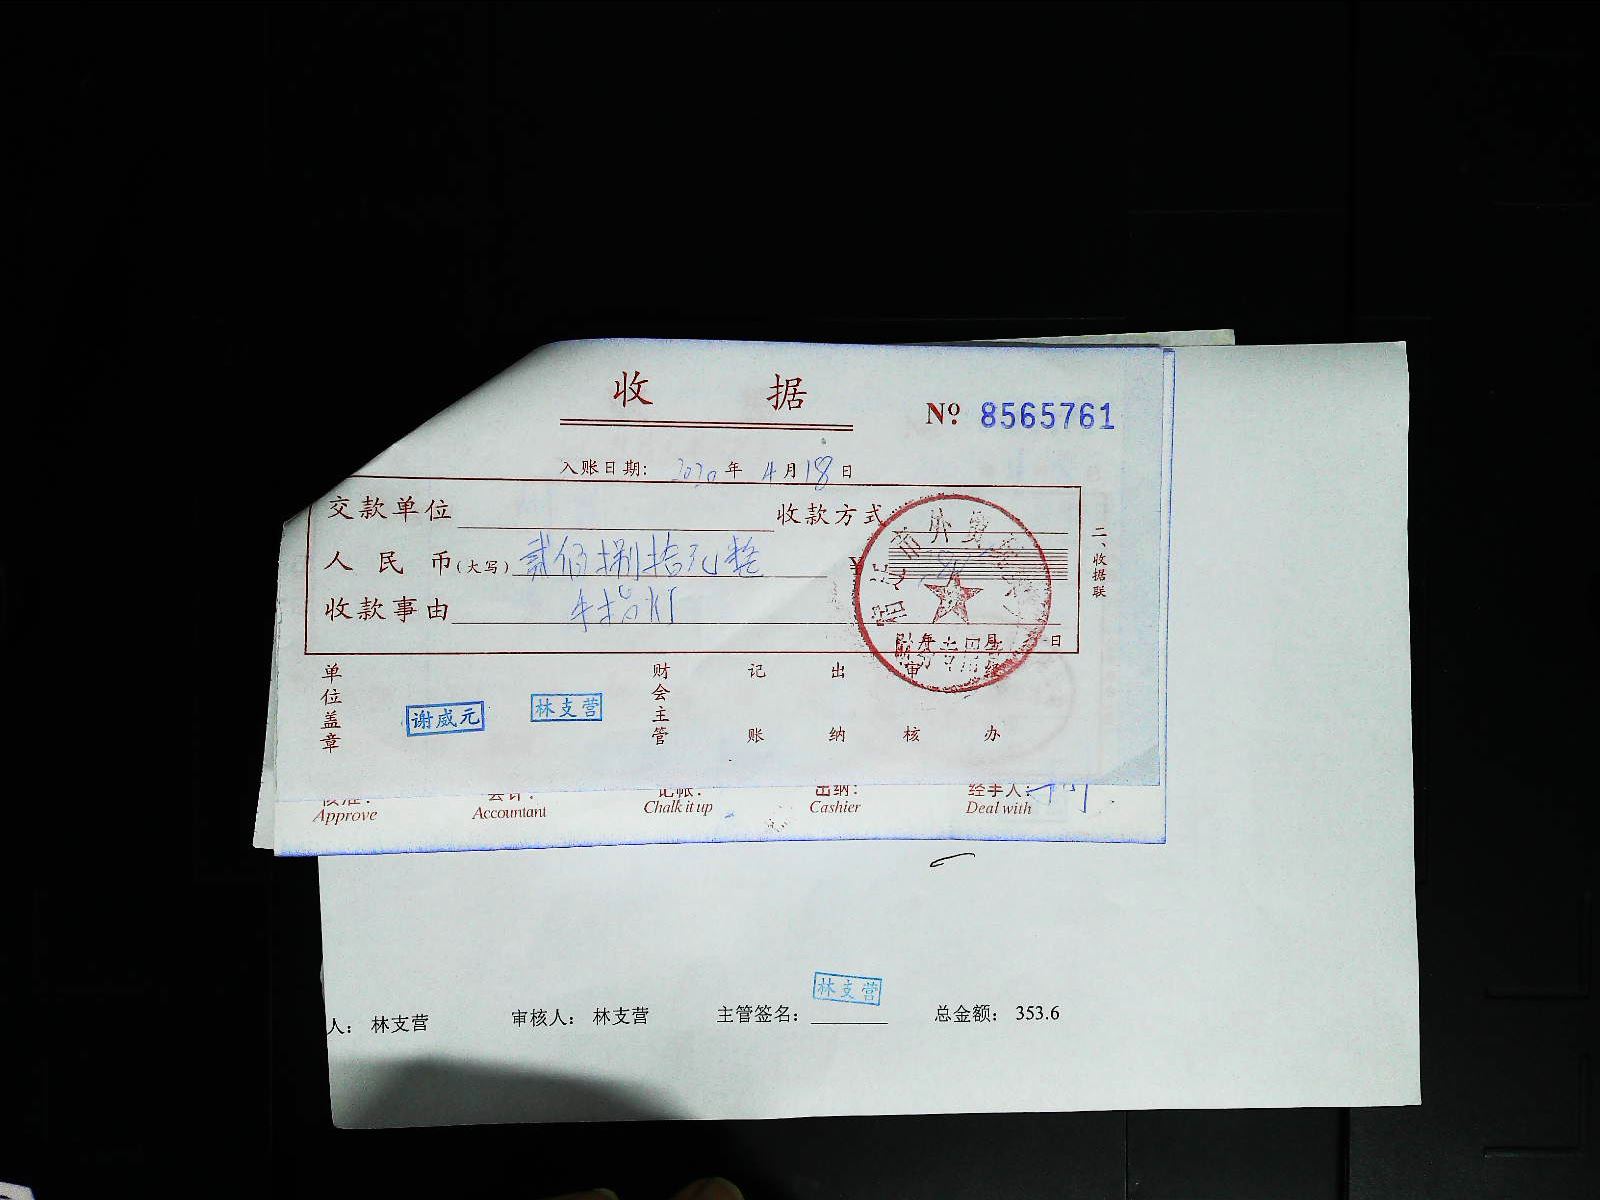 收 据
№ 8565761
入账日期: 2020 年 4 月 18 日
交款单位 收款方式
人民币(大写) 贰佰捌拾元整 ¥
收款事由
日
二、收据联
单位盖章 财会主管 记账 出纳 审核 经办
谢威元 林支营
核准: 会计: 记帐: 出纳: 经手人:
Approve Accountant Chalk it up Cashier Deal with
林支营
人: 林支营 审核人: 林支营 主管签名: 总金额: 353.6